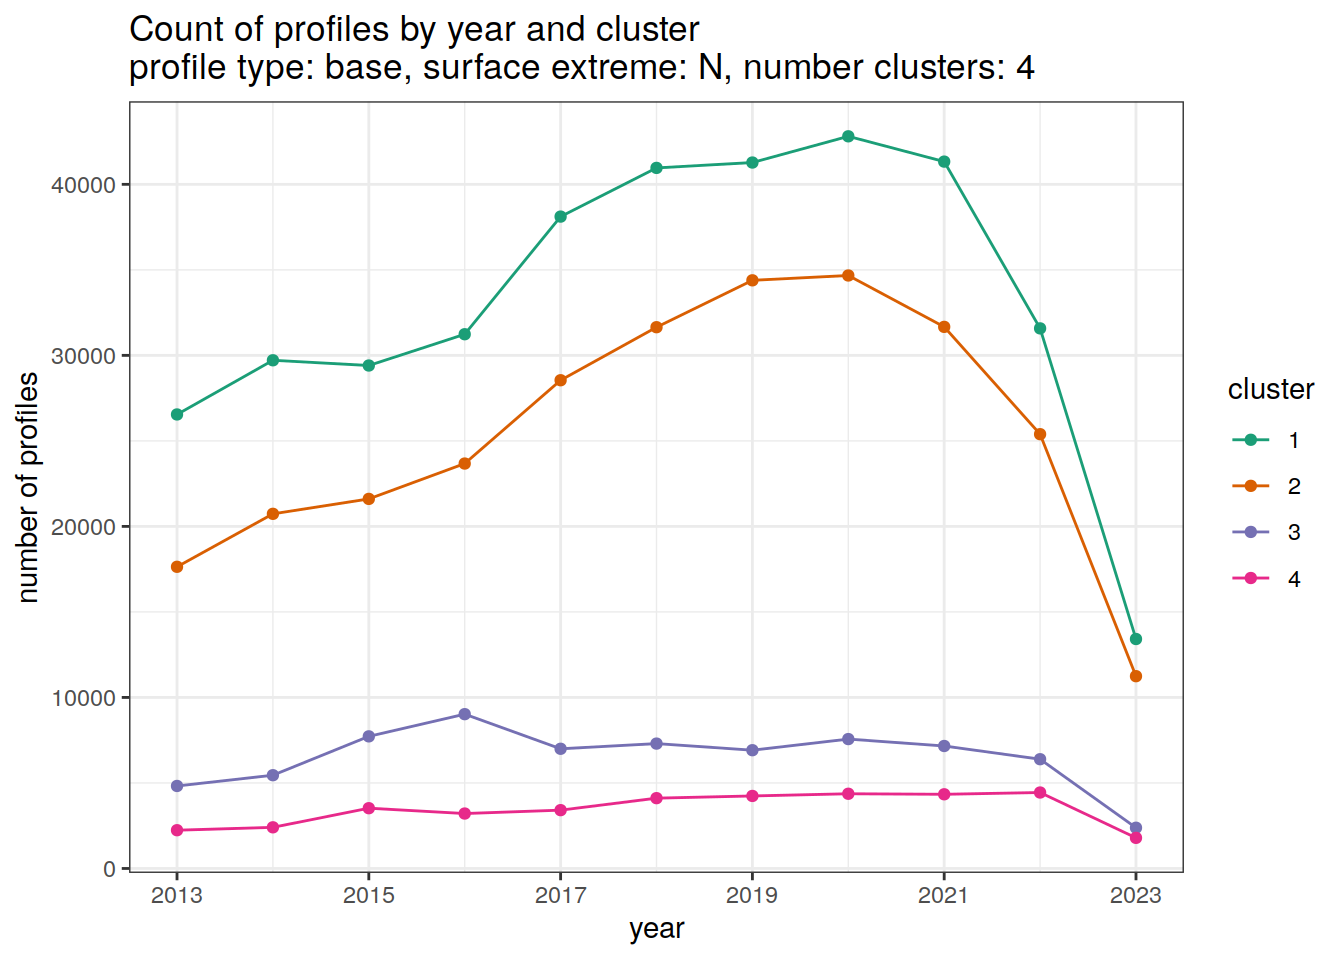 Count of profiles by year and cluster
profile type: base, surface extreme: N, number clusters: 4
number of profiles
40000
30000
20000
10000
0
2013 2015 2017 2019 2021 2023
year
cluster
1
2
3
4